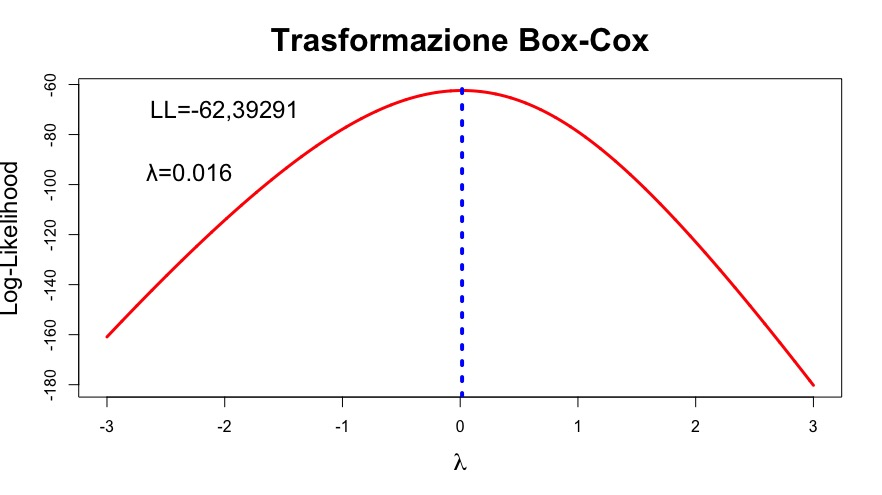 Trasformazione Box-Cox
LL=-62,39291
λ=0.016
Log-Likelihood
-60
-80
-100
-120
-140
-160
-180
-3
-2
-1
0
1
2
3
λ